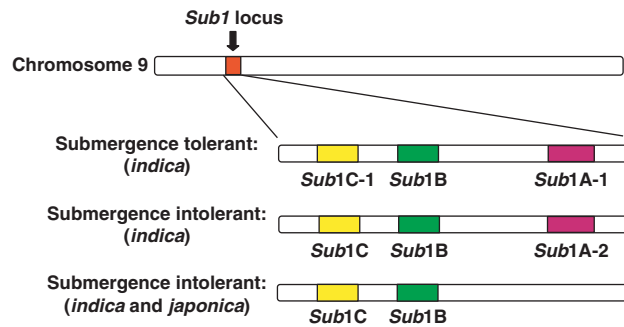 Sub1 locus
Chromosome 9
Submergence tolerant:
(indica)
Sub1C-1 Sub1B Sub1A-1
Submergence intolerant:
(indica)
Sub1C Sub1B Sub1A-2
Submergence intolerant:
(indica and japonica)
Sub1C Sub1B